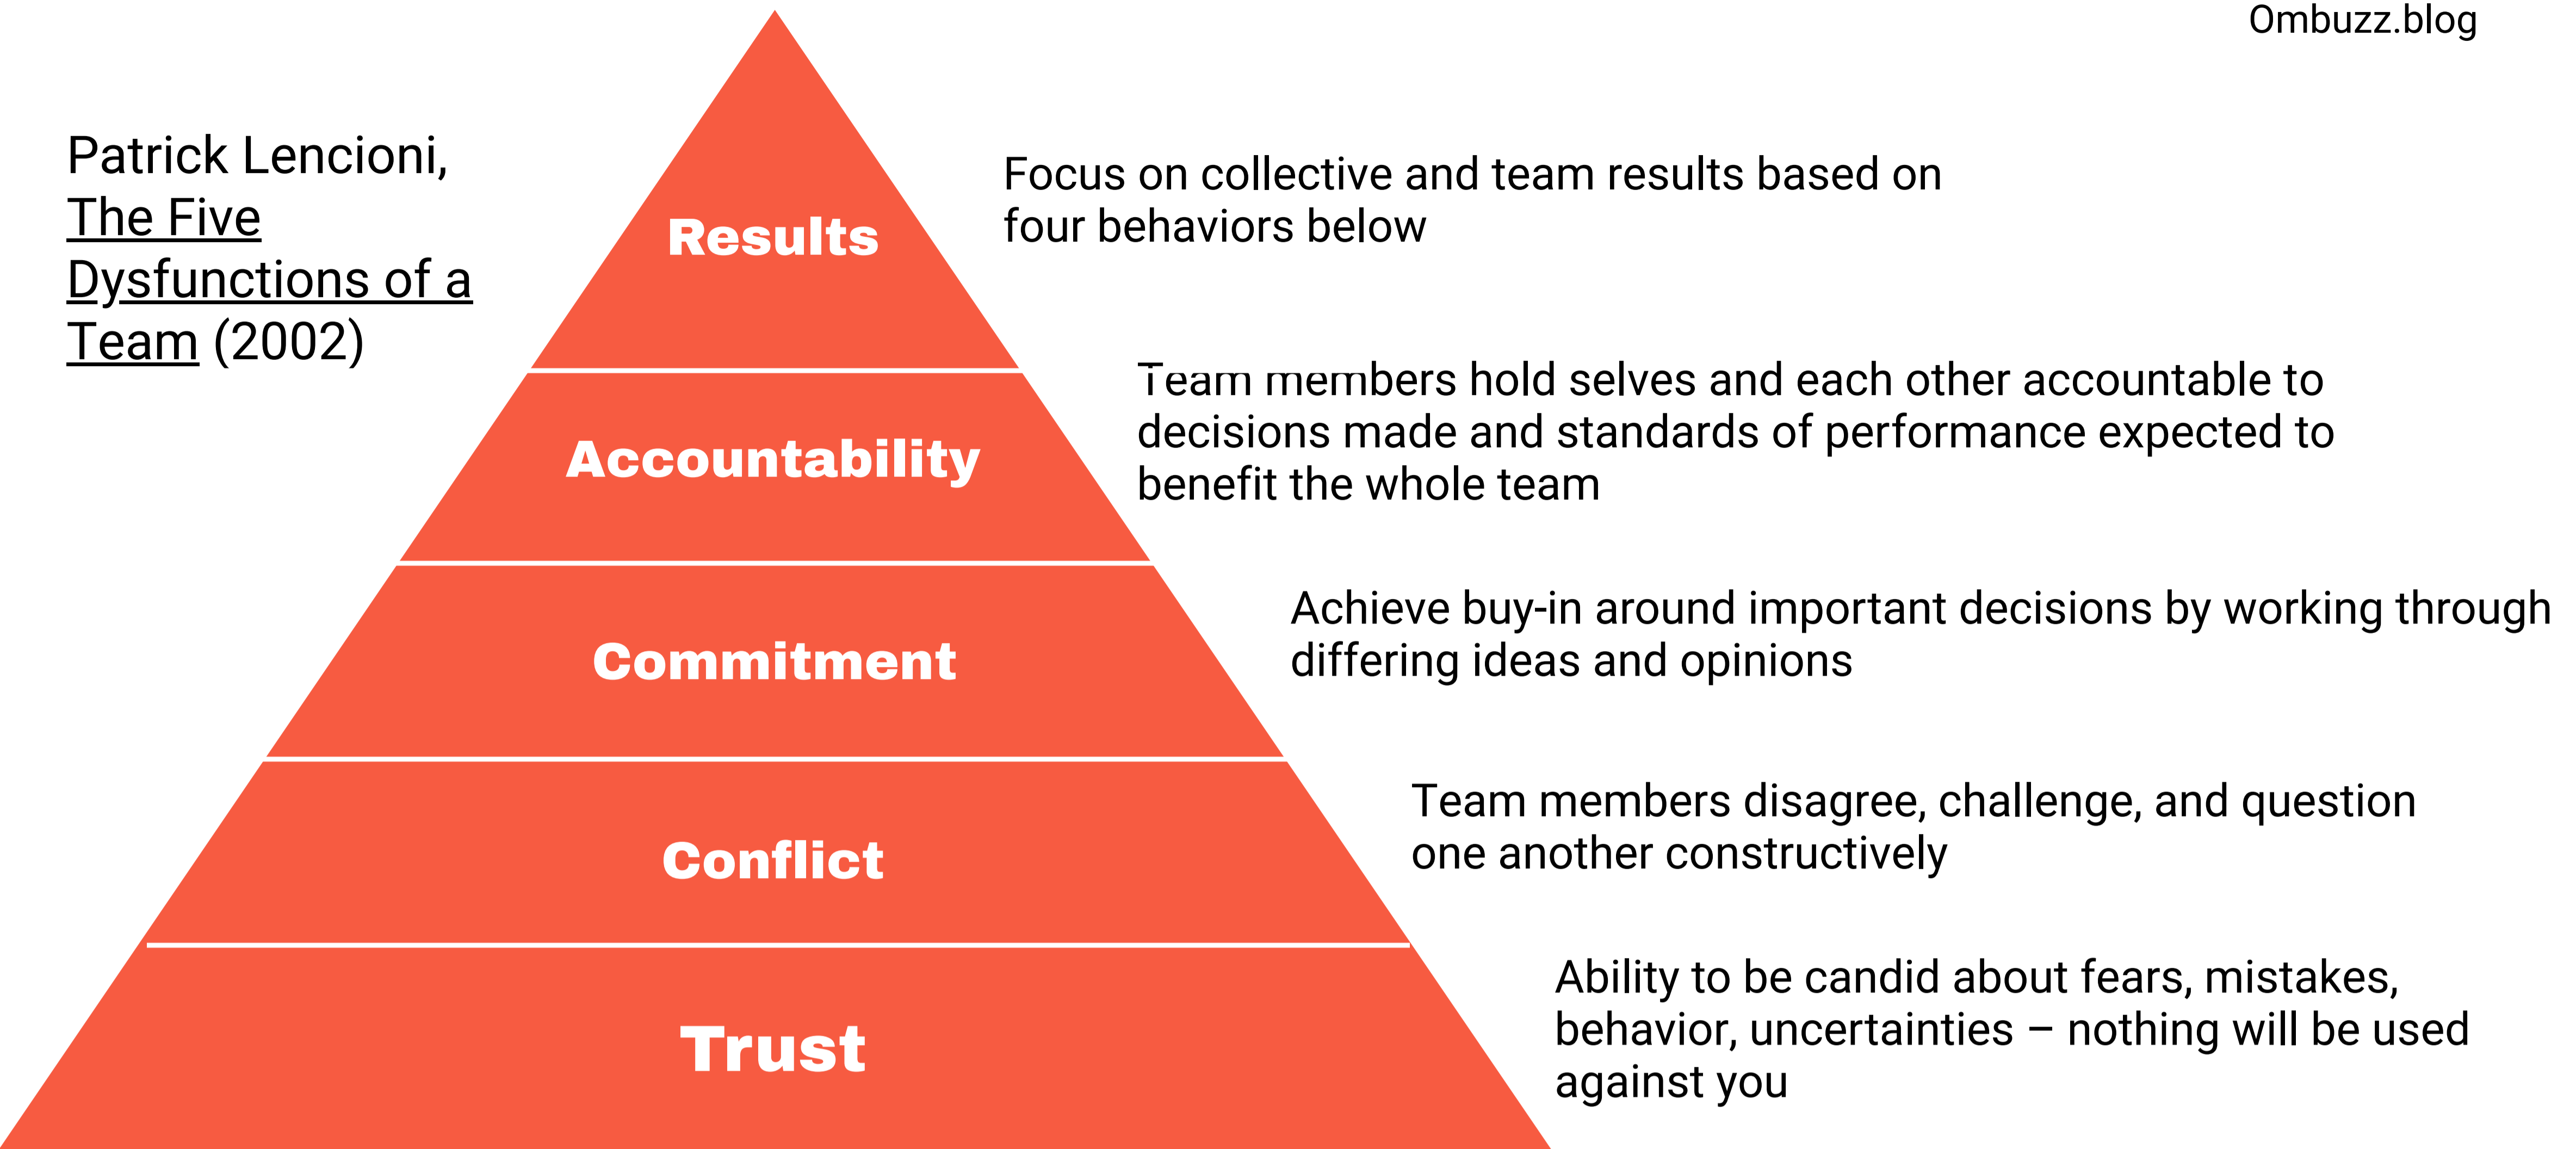 Ombuzz.blog
Patrick Lencioni,
The Five
Dysfunctions of a
Team (2002)
Results
Focus on collective and team results based on
four behaviors below
Accountability
Team members hold selves and each other accountable to
decisions made and standards of performance expected to
benefit the whole team
Commitment
Achieve buy-in around important decisions by working through
differing ideas and opinions
Conflict
Team members disagree, challenge, and question
one another constructively
Trust
Ability to be candid about fears, mistakes,
behavior, uncertainties – nothing will be used
against you